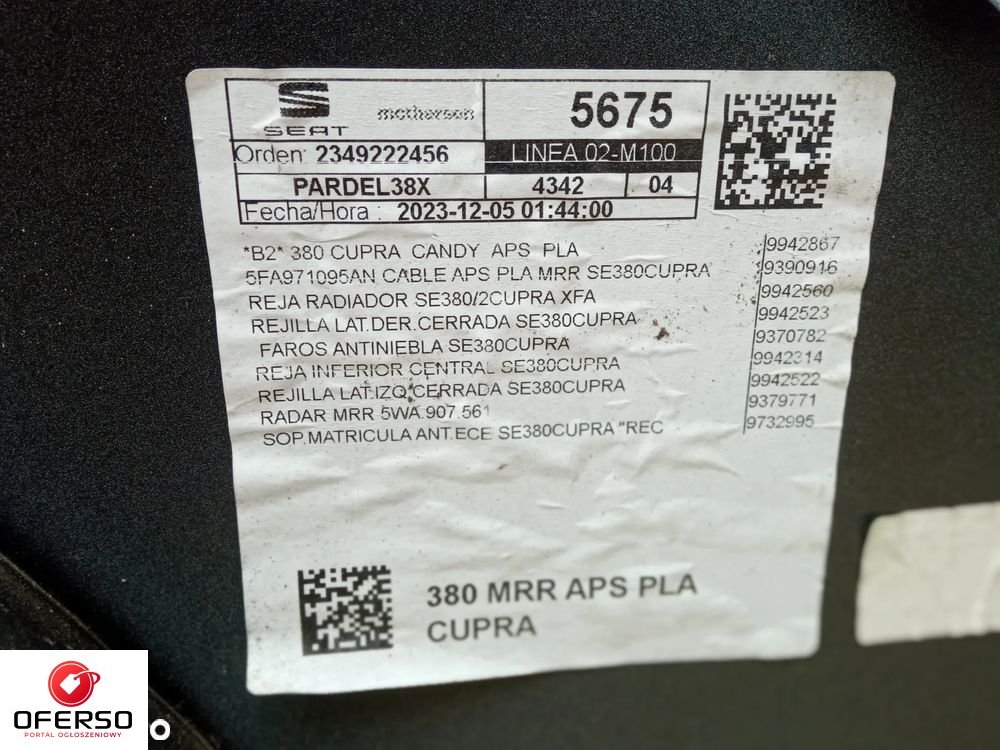 SEAT motherson 5675
Orden: 2349222456 LINEA 02-M100
PARDEL38X 4342 04
Fecha/Hora : 2023-12-05 01:44:00
*B2* 380 CUPRA CANDY APS PLA 9942867
5FA971095AN CABLE APS PLA MRR SE380CUPRA 9390916
REJA RADIADOR SE380/2CUPRA XFA 9942560
REJILLA LAT.DER.CERRADA SE380CUPRA 9942523
FAROS ANTINIEBLA SE380CUPRA 9370782
REJA INFERIOR CENTRAL SE380CUPRA 9942314
REJILLA LAT.IZQ.CERRADA SE380CUPRA 9942522
RADAR MRR 5WA.907.561 9379771
SOP.MATRICULA ANT.ECE SE380CUPRA "REC 9732995
380 MRR APS PLA
CUPRA
OFERSO
PORTAL OGŁOSZENIOWY